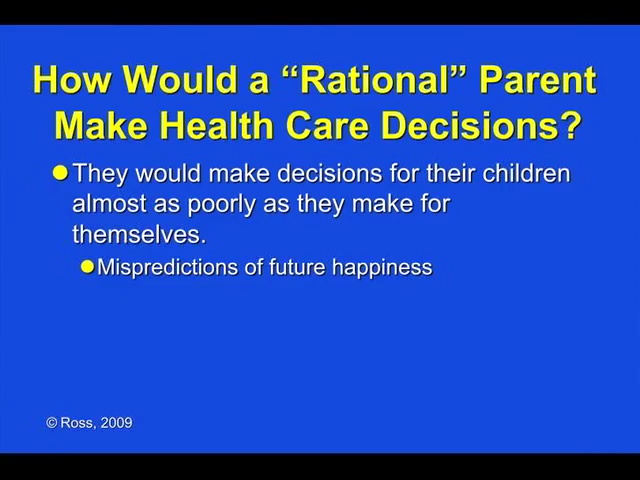 How Would a “Rational” Parent
Make Health Care Decisions?
They would make decisions for their children
almost as poorly as they make for
themselves.
Mispredictions of future happiness
© Ross, 2009